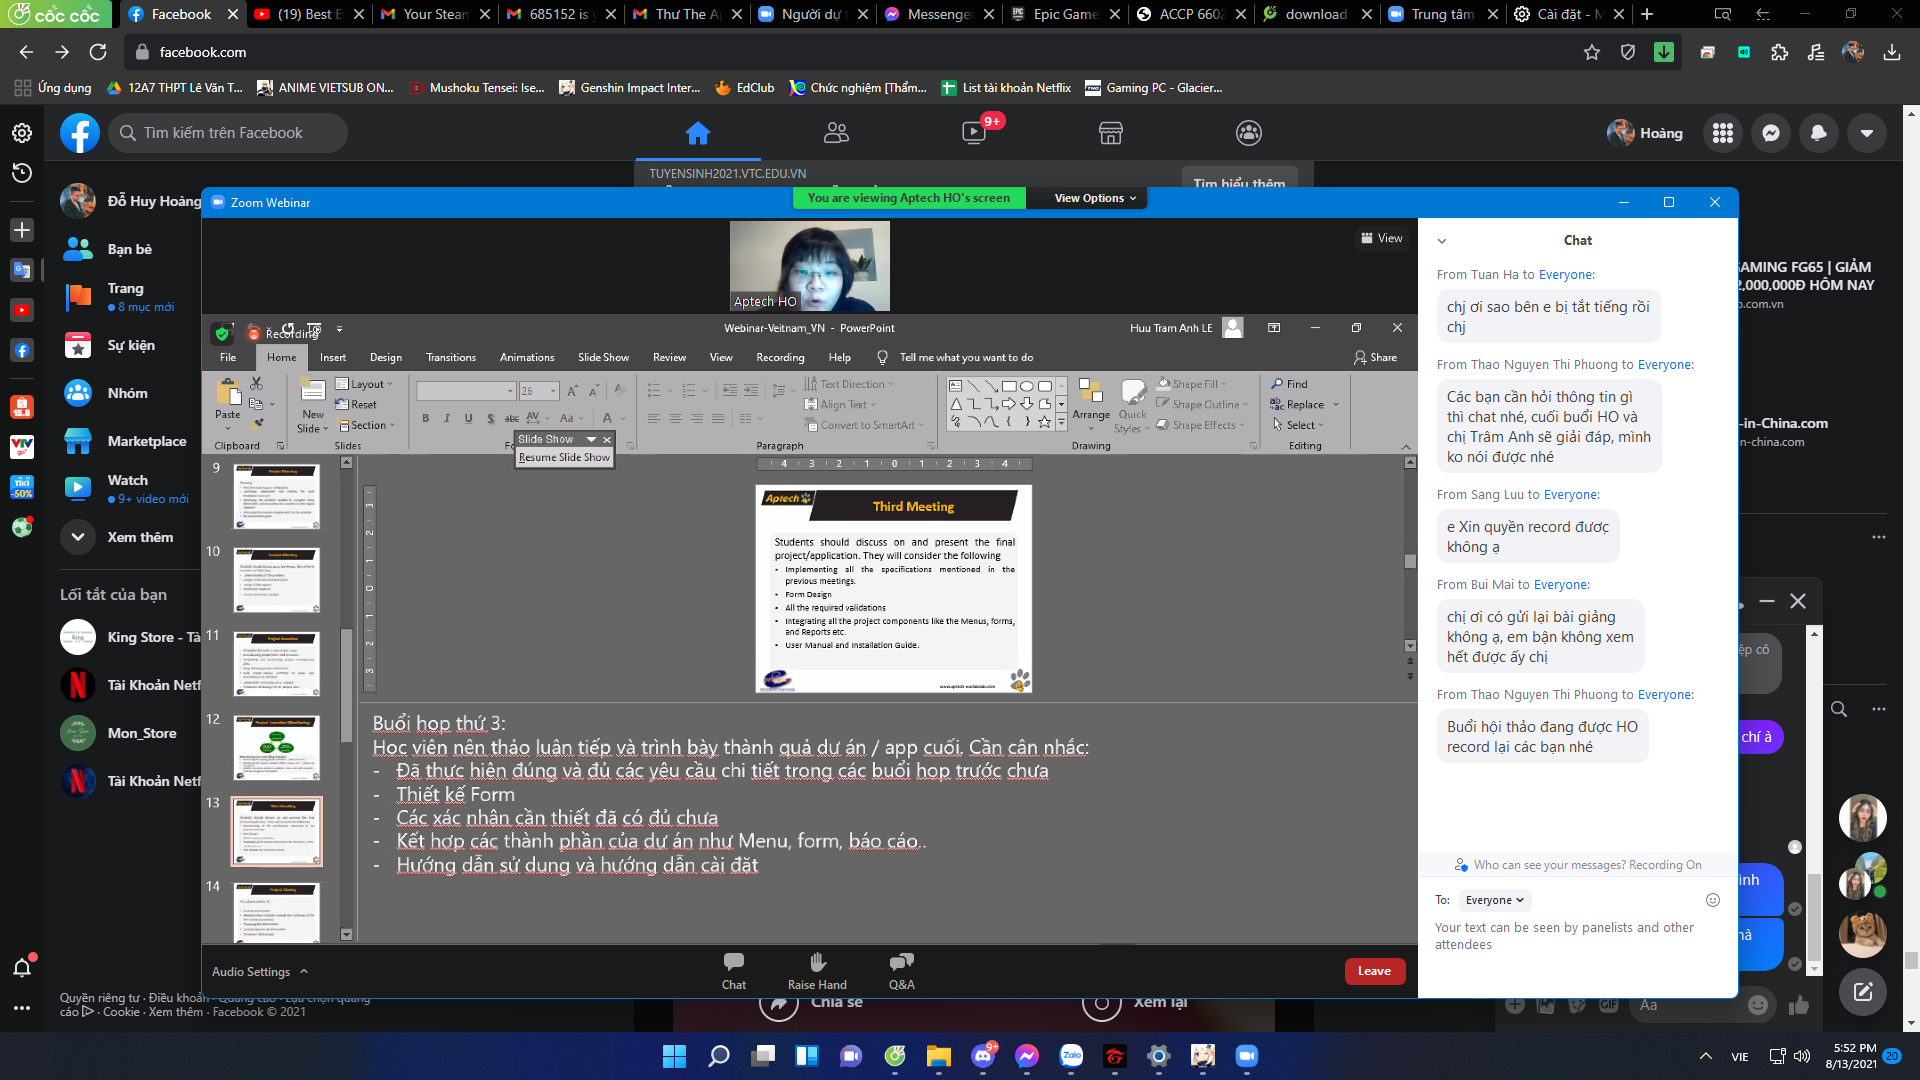 cốc cốc
Facebook
(19) Best E
Your Stear
685152 is y
Thư The A
Người dự t
Messenger
Epic Game
ACCP 6602
download
Trung tâm
Cài đặt - M
facebook.com
Ứng dụng
12A7 THPT Lê Văn T...
ANIME VIETSUB ON...
Mushoku Tensei: Ise...
Genshin Impact Inter...
EdClub
Chức nghiệm [Thẩm...
List tài khoản Netflix
Gaming PC - Glacier...
Tìm kiếm trên Facebook
9+
Hoàng
TUYENSINH2021.VTC.EDU.VN
Tìm hiểu thêm
Đỗ Huy Hoàng
Bạn bè
Trang
8 mục mới
Sự kiện
Nhóm
Marketplace
Watch
9+ video mới
Xem thêm
Lối tắt của bạn
King Store - Tà
Tài Khoản Netf
Mon_Store
Tài Khoản Netf
Quyền riêng tư · Điều khoản · Quảng cáo · Lựa chọn quảng
cáo · Cookie · Xem thêm · Facebook © 2021
Zoom Webinar
You are viewing Aptech HO's screen
View Options
View
Aptech HO
Recording
Webinar-Veitnam_VN - PowerPoint
Huu Tram Anh LE
File
Home
Insert
Design
Transitions
Animations
Slide Show
Review
View
Recording
Help
Tell me what you want to do
Share
Paste
Clipboard
New
Slide
Layout
Reset
Section
Slides
26
Slide Show
Resume Slide Show
Text Direction
Align Text
Convert to SmartArt
Paragraph
Arrange
Quick
Styles
Shape Fill
Shape Outline
Shape Effects
Drawing
Find
Replace
Select
Editing
9
10
11
12
13
14
Aptech
Third Meeting
Students should discuss on and present the final
project/application. They will consider the following
• Implementing all the specifications mentioned in the
previous meetings.
• Form Design
• All the required validations
• Integrating all the project components like the Menus, forms,
and Reports etc.
• User Manual and Installation Guide.
www.aptech-worldwide.com
Buổi họp thứ 3:
Học viên nên thảo luận tiếp và trình bày thành quả dự án / app cuối. Cần cân nhắc:
- Đã thực hiện đúng và đủ các yêu cầu chi tiết trong các buổi họp trước chưa
- Thiết kế Form
- Các xác nhận cần thiết đã có đủ chưa
- Kết hợp các thành phần của dự án như Menu, form, báo cáo..
- Hướng dẫn sử dụng và hướng dẫn cài đặt
Audio Settings
Chat
Raise Hand
Q&A
Leave
Chat
From Tuan Ha to Everyone:
chị ơi sao bên e bị tắt tiếng rồi
chị
From Thao Nguyen Thi Phuong to Everyone:
Các bạn cần hỏi thông tin gì
thì chat nhé, cuối buổi HO và
chị Trâm Anh sẽ giải đáp, mình
ko nói được nhé
From Sang Luu to Everyone:
e Xin quyền record được
không ạ
From Bui Mai to Everyone:
chị ơi có gửi lại bài giảng
không ạ, em bận không xem
hết được ấy chị
From Thao Nguyen Thi Phuong to Everyone:
Buổi hội thảo đang được HO
record lại các bạn nhé
Who can see your messages? Recording On
To: Everyone
Your text can be seen by panelists and other
attendees
GAMING FG65 | GIẢM
2,000,000Đ HÔM NAY
o.com.vn
-in-China.com
-in-china.com
ệp cô
chí à
ình
Chia sẻ
Xem lại
GIF
Aa
VIE
5:52 PM
8/13/2021
20